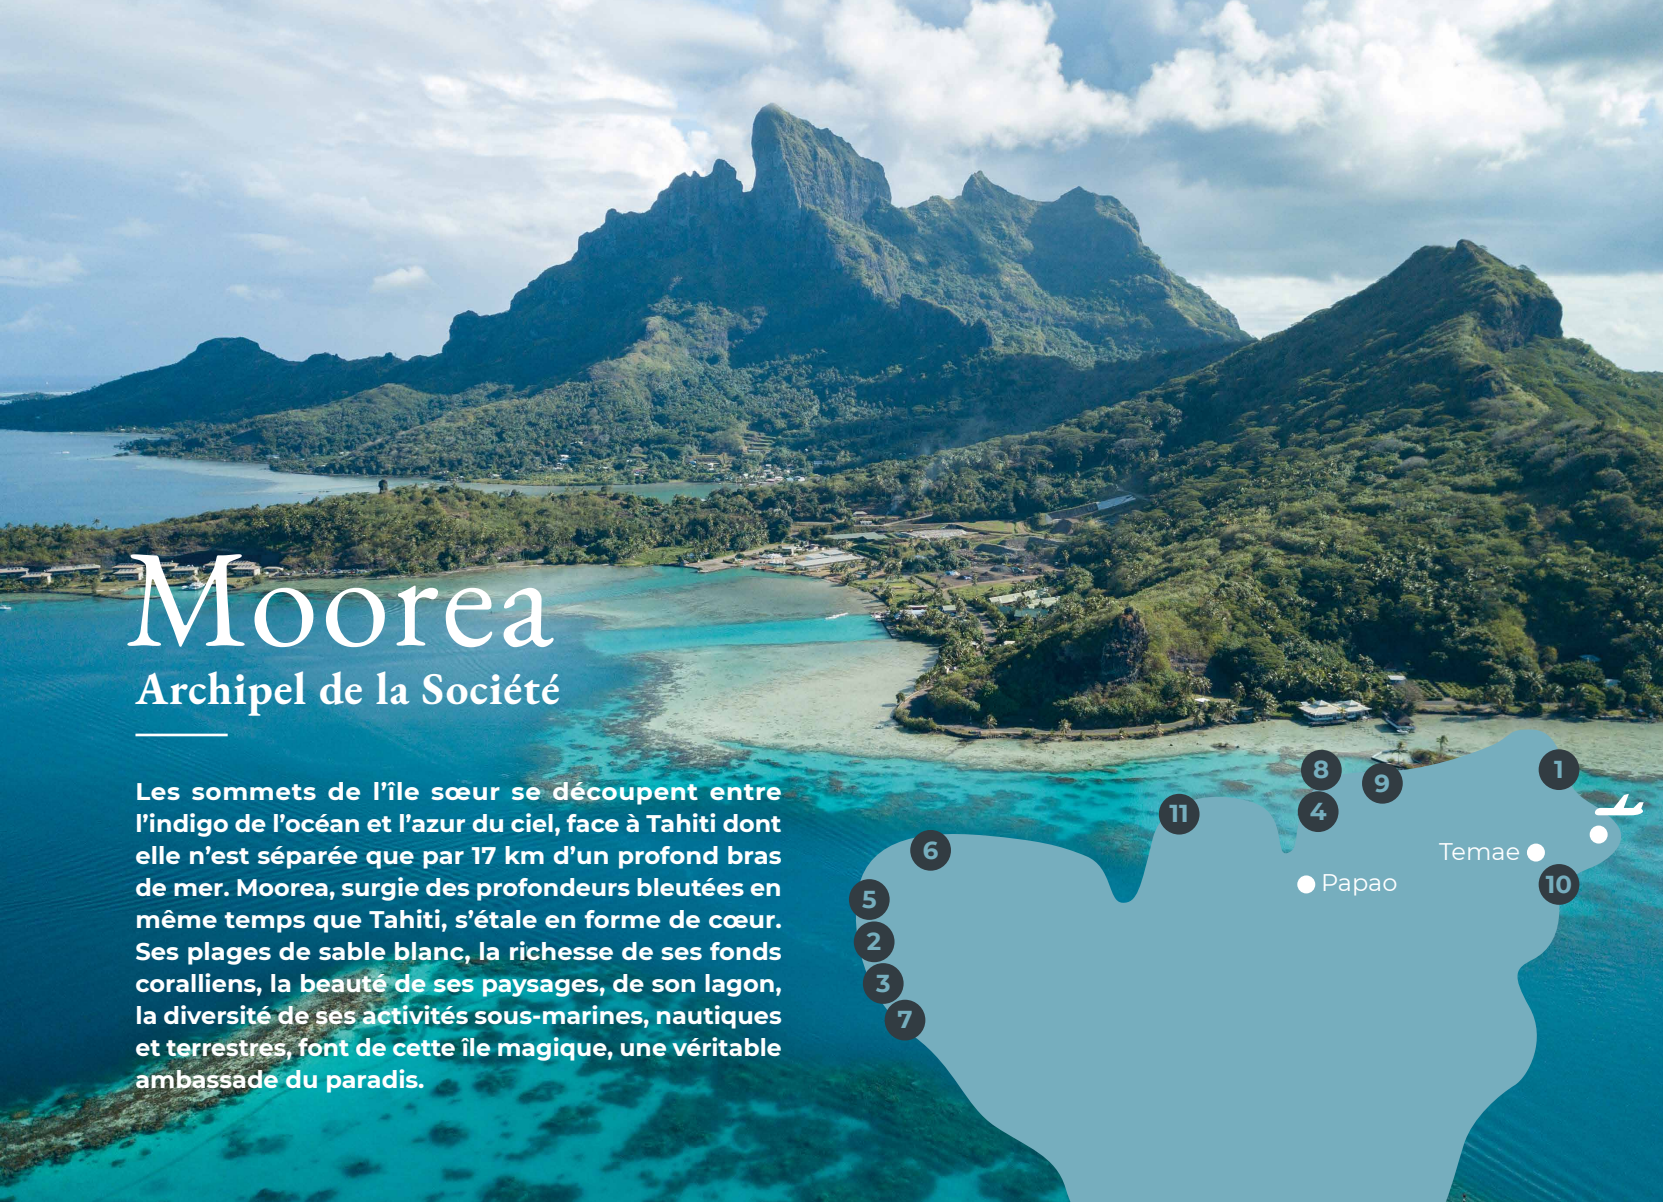 Moorea
Archipel de la Société
Les sommets de l’île sœur se découpent entre
l’indigo de l’océan et l’azur du ciel, face à Tahiti dont
elle n’est séparée que par 17 km d’un profond bras
de mer. Moorea, surgie des profondeurs bleutées en
même temps que Tahiti, s’étale en forme de cœur.
Ses plages de sable blanc, la richesse de ses fonds
coralliens, la beauté de ses paysages, de son lagon,
la diversité de ses activités sous-marines, nautiques
et terrestres, font de cette île magique, une véritable
ambassade du paradis.
8
1
9
11
4
6
Temae
Papao
10
5
2
3
7